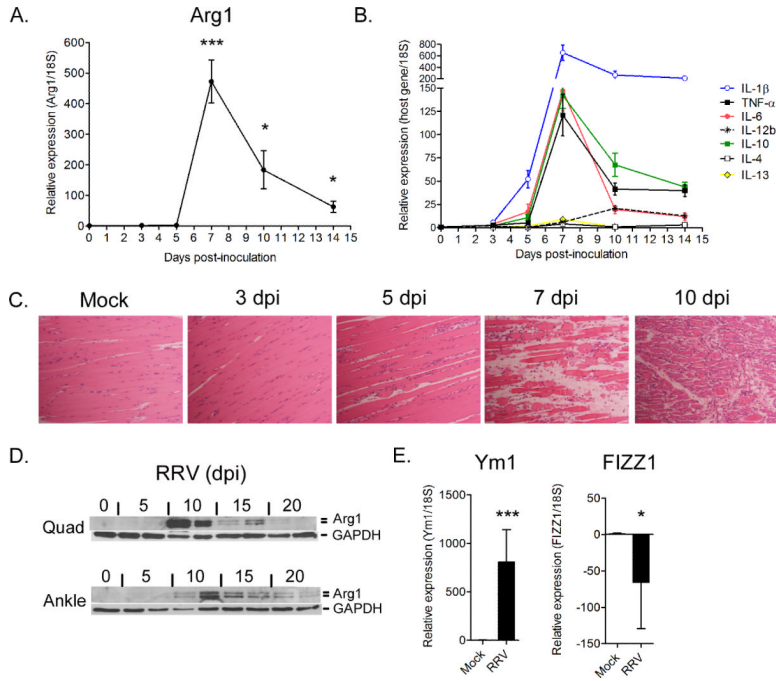 A.
Arg1
Relative expression (Arg1/18S)
600
500
400
300
200
100
0
***
*
*
0 1 2 3 4 5 6 7 8 9 10 11 12 13 14 15
Days post-inoculation
B.
Relative expression (host gene/18S)
800
600
400
200
150
125
100
75
50
25
0
0 1 2 3 4 5 6 7 8 9 10 11 12 13 14 15
Days post-inoculation
IL-1β
TNF-α
IL-6
IL-12b
IL-10
IL-4
IL-13
C.
Mock 3 dpi 5 dpi 7 dpi 10 dpi
D.
RRV (dpi)
0 5 10 15 20
Quad
Arg1
GAPDH
0 5 10 15 20
Ankle
Arg1
GAPDH
E.
Ym1
Relative expression (Ym1/18S)
1500
1000
500
0
***
Mock RRV
FIZZ1
Relative expression (FIZZ1/18S)
50
0
-50
-100
-150
*
Mock RRV